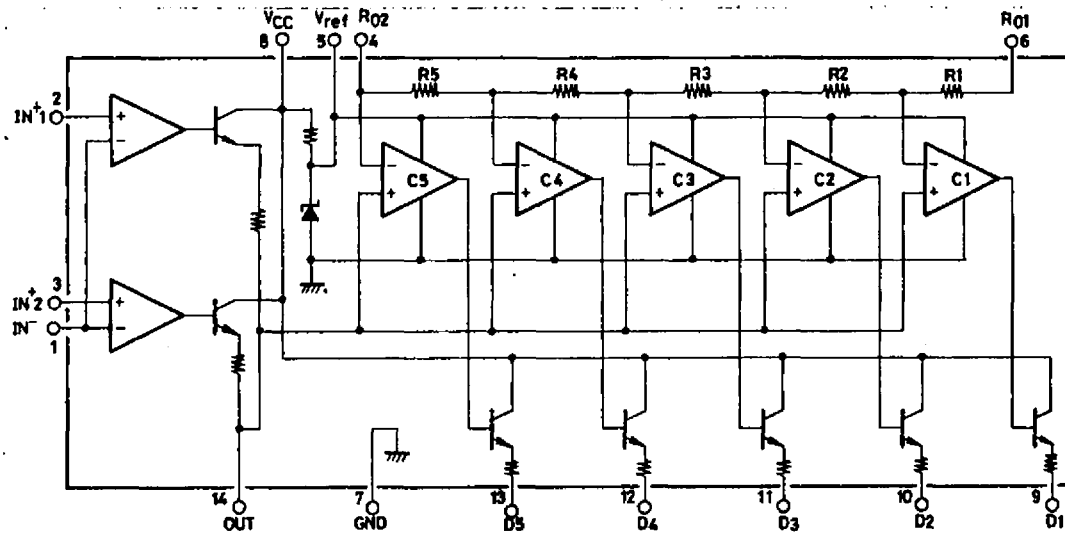 VCC Vref RO2 RO1
8 5 4 6
R5 R4 R3 R2 R1
2
IN+1 + −
− − − − −
C5 C4 C3 C2 C1
+ + + + +
3
IN+2 +
IN− −
1
14 7 13 12 11 10 9
OUT GND D5 D4 D3 D2 D1